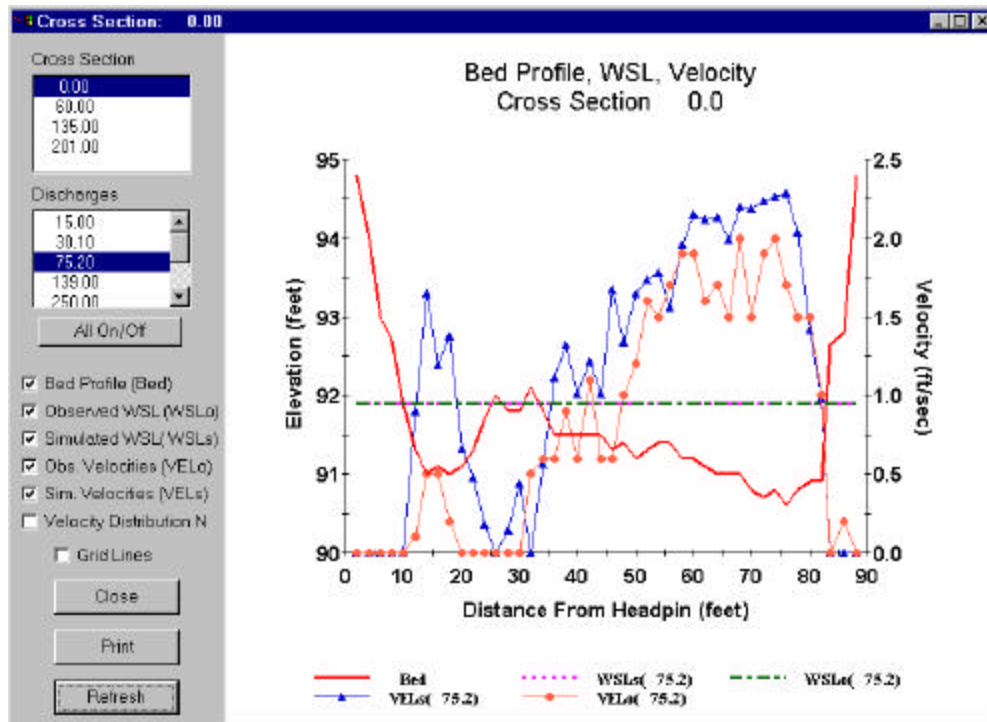 Cross Section: 0.00
Cross Section
0.00
60.00
135.00
201.00
Discharges
15.00
30.10
75.20
139.00
250.00
All On/Off
Bed Profile (Bed)
Observed WSL (WSLo)
Simulated WSL( WSLs)
Obs. Velocities (VELo)
Sim. Velocities (VELs)
Velocity Distribution N
Grid Lines
Close
Print
Refresh
Bed Profile, WSL, Velocity
Cross Section 0.0
Elevation (feet)
95
94
93
92
91
90
2.5
2.0
1.5
1.0
0.5
0.0
Velocity (ft/sec)
0 10 20 30 40 50 60 70 80 90
Distance From Headpin (feet)
Bed WSLs( 75.2) WSLo( 75.2)
VELs( 75.2) VELo( 75.2)